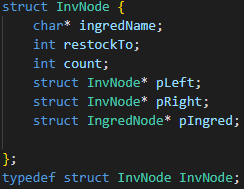 struct InvNode {
    char* ingredName;
    int restockTo;
    int count;
    struct InvNode* pLeft;
    struct InvNode* pRight;
    struct IngredNode* pIngred;
};
typedef struct InvNode InvNode;